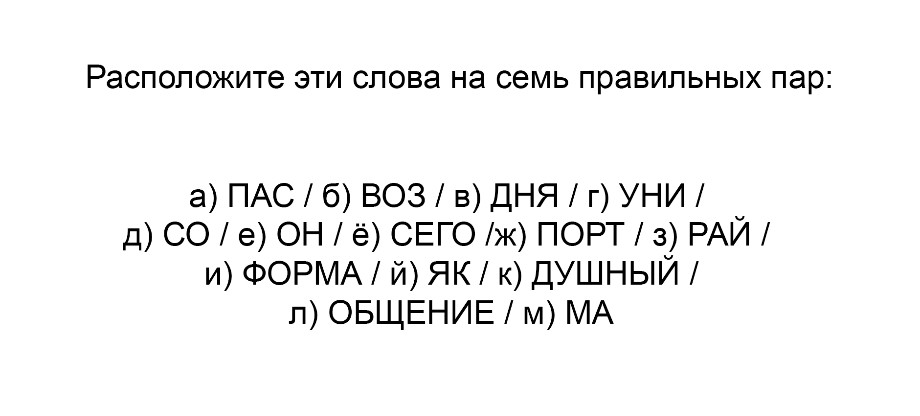 Расположите эти слова на семь правильных пар:
а) ПАС / б) ВОЗ / в) ДНЯ / г) УНИ /
д) СО / е) ОН / ё) СЕГО /ж) ПОРТ / з) РАЙ /
и) ФОРМА / й) ЯК / к) ДУШНЫЙ /
л) ОБЩЕНИЕ / м) МА